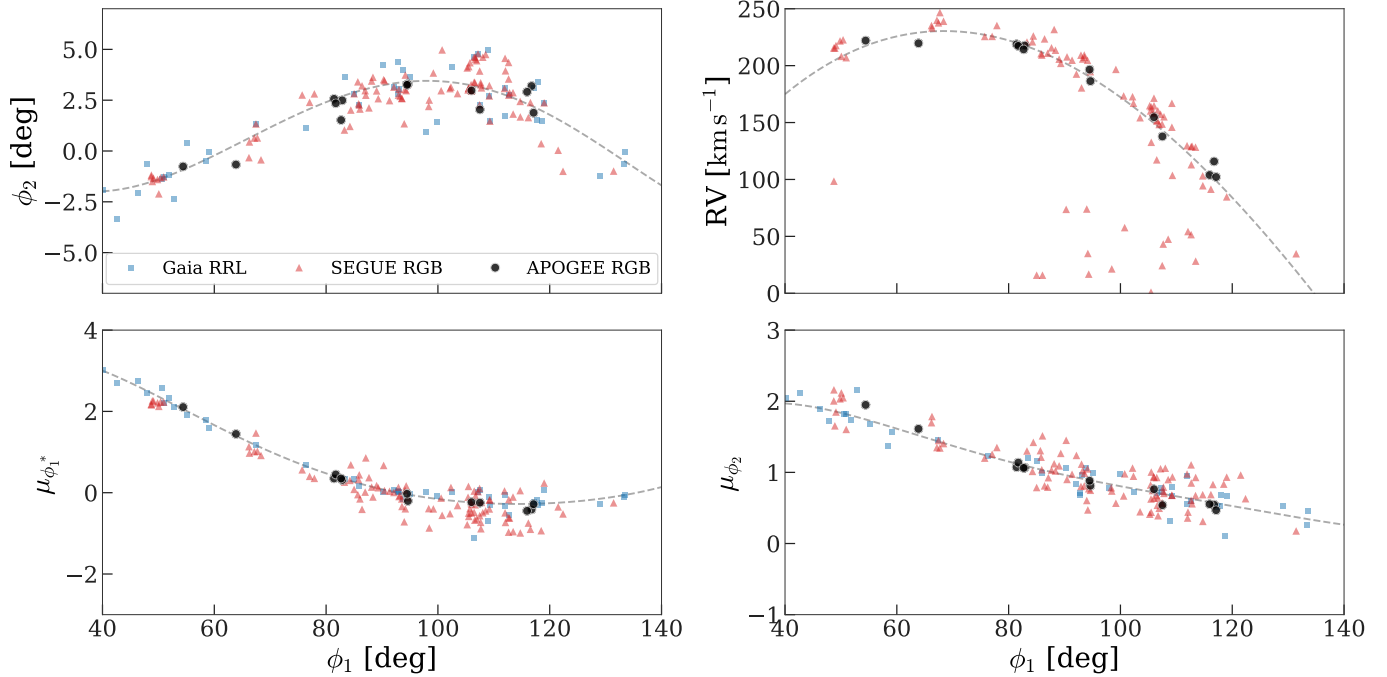 5.0
2.5
0.0
−2.5
−5.0
ϕ₂ [deg]
Gaia RRL
SEGUE RGB
APOGEE RGB
250
200
150
100
50
0
RV [km s⁻¹]
4
2
0
−2
μ_ϕ₁*
40 60 80 100 120 140
ϕ₁ [deg]
3
2
1
0
−1
μ_ϕ₂
40 60 80 100 120 140
ϕ₁ [deg]